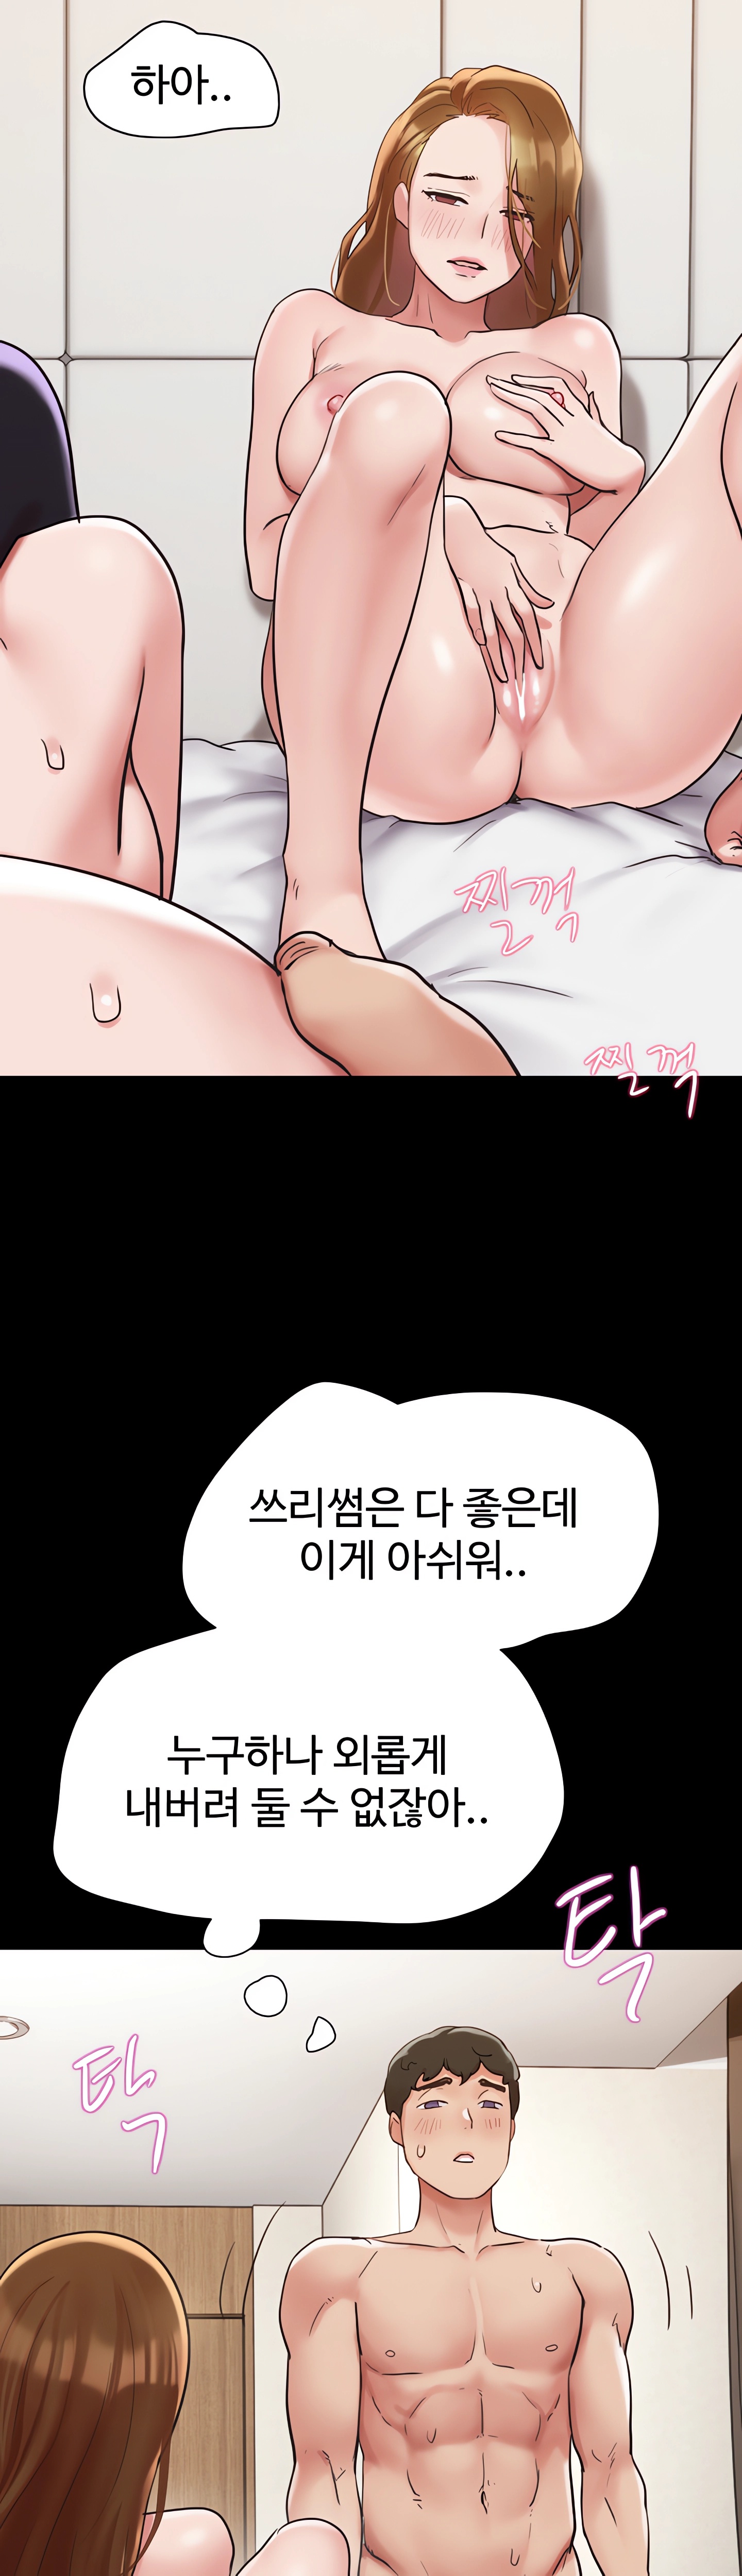 하아..
찔꺽
찔꺽
쓰리썸은 다 좋은데
이게 아쉬워..
누구하나 외롭게
내버려 둘 수 없잖아..
탁
탁